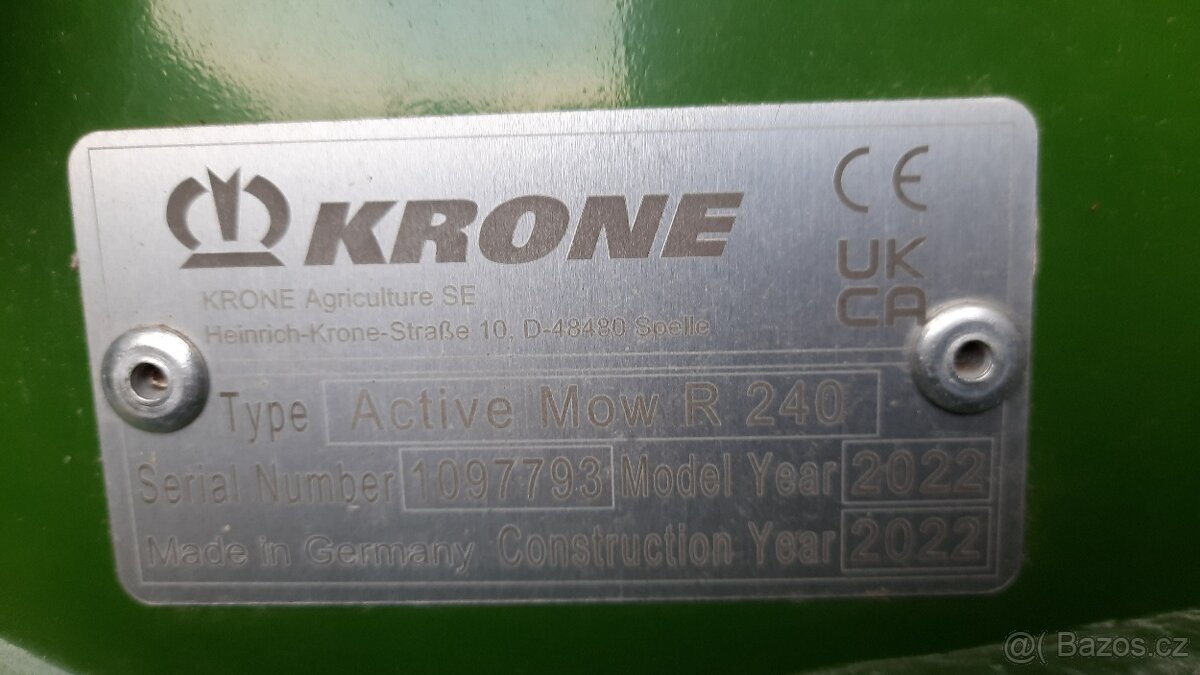 KRONE
CE
UK
CA
KRONE Agriculture SE
Heinrich-Krone-Straße 10, D-48480 Spelle
Type Active Mow R 240
Serial Number 1097793 Model Year 2022
Made in Germany Construction Year 2022
@( Bazos.cz